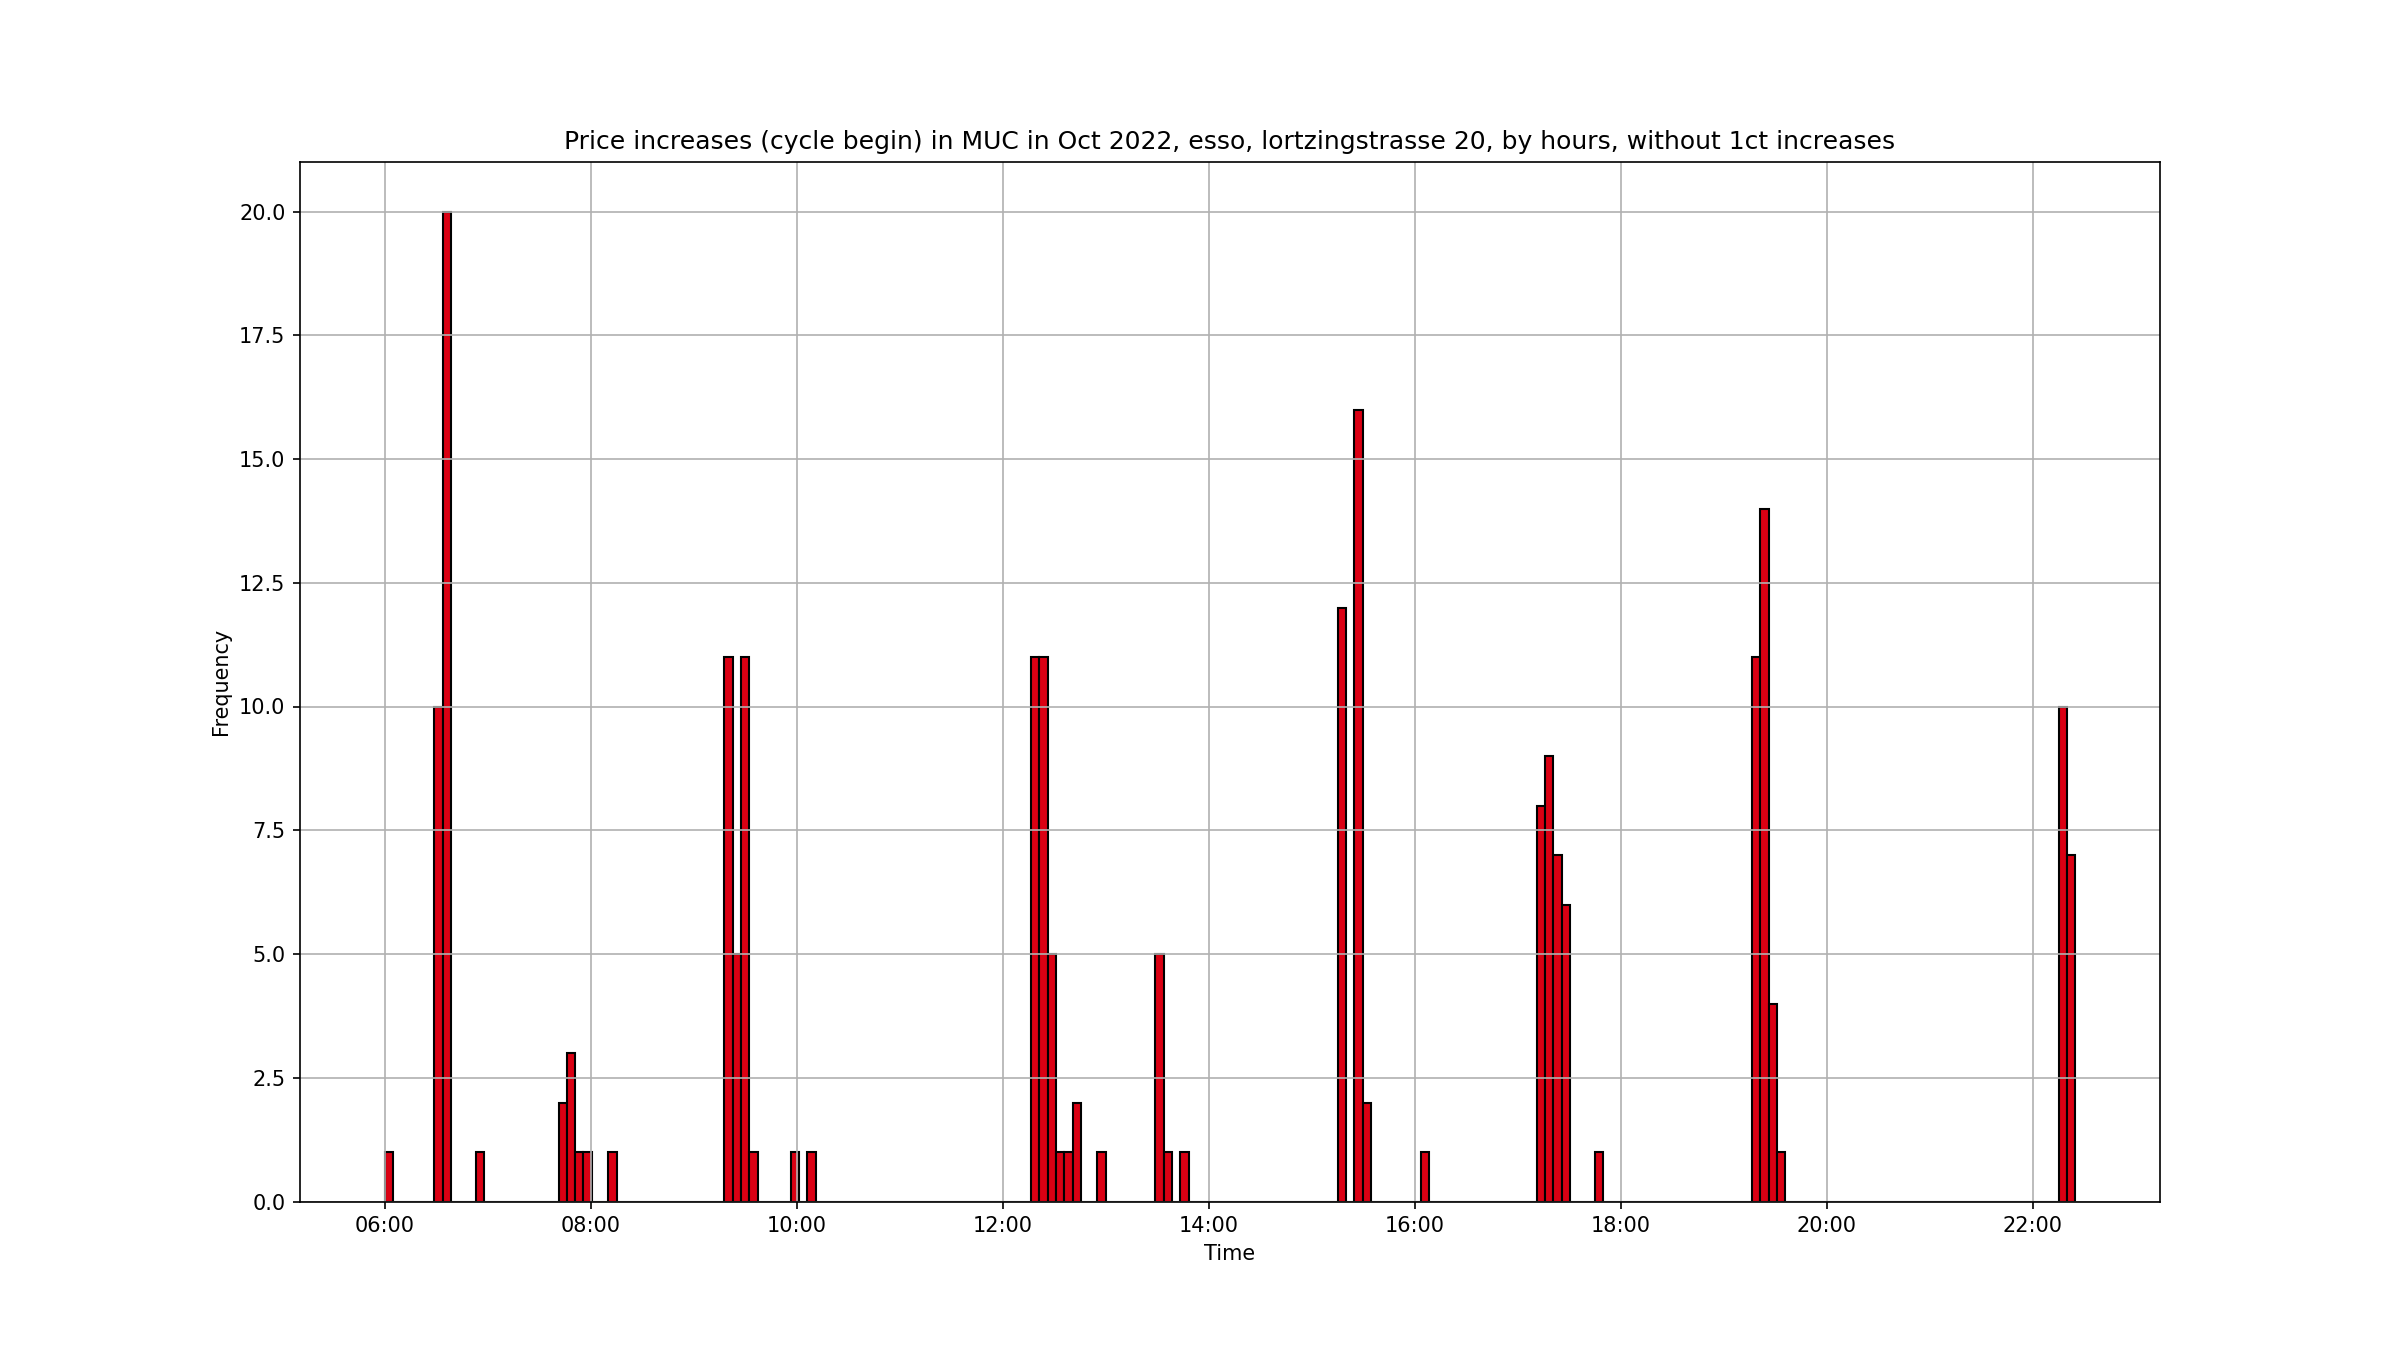 Price increases (cycle begin) in MUC in Oct 2022, esso, lortzingstrasse 20, by hours, without 1ct increases
Frequency
20.0
17.5
15.0
12.5
10.0
7.5
5.0
2.5
0.0
06:00 08:00 10:00 12:00 14:00 16:00 18:00 20:00 22:00
Time